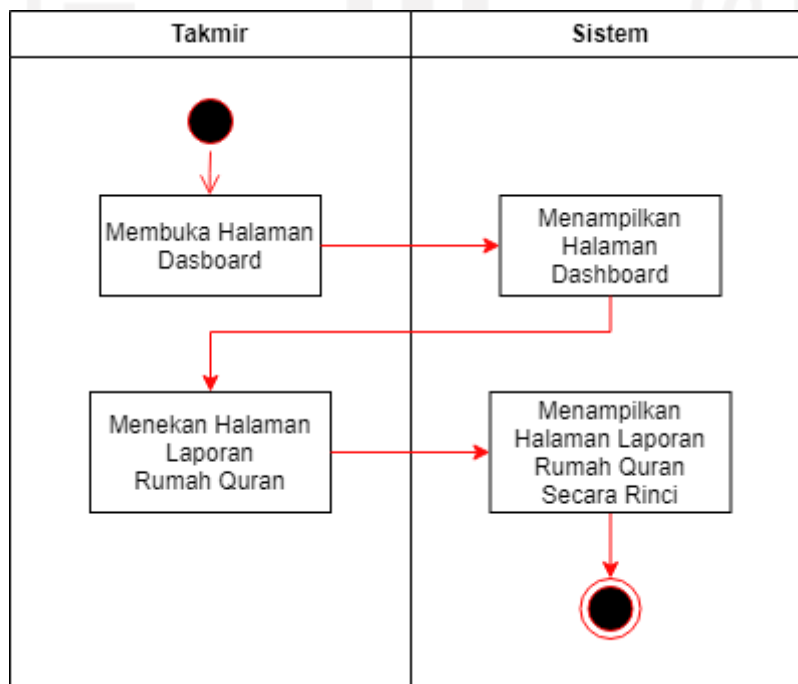 Takmir
Sistem
Membuka Halaman
Dasboard
Menampilkan
Halaman
Dashboard
Menekan Halaman
Laporan
Rumah Quran
Menampilkan
Halaman Laporan
Rumah Quran
Secara Rinci